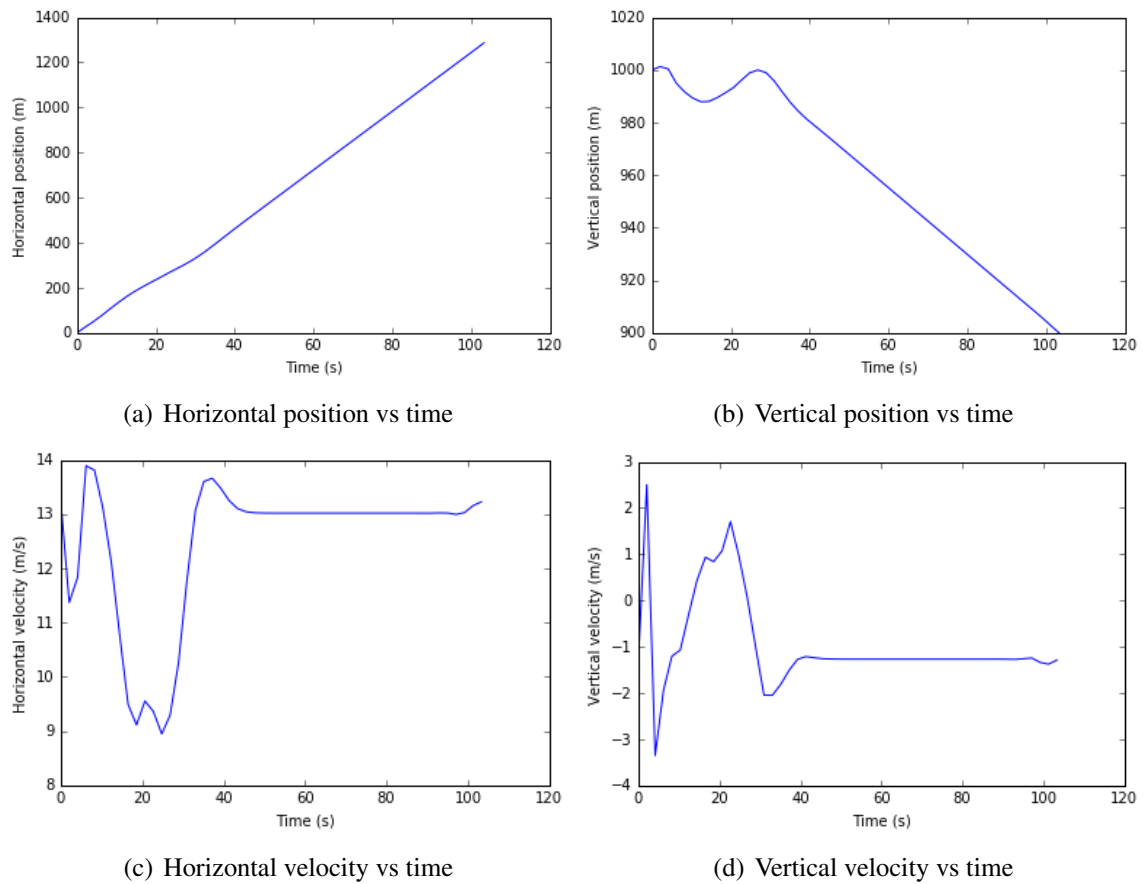 1400
1200
1000
800
600
400
200
0
Horizontal position (m)
0 20 40 60 80 100 120
Time (s)
(a) Horizontal position vs time
1020
1000
980
960
940
920
900
Vertical position (m)
0 20 40 60 80 100 120
Time (s)
(b) Vertical position vs time
14
13
12
11
10
9
8
Horizontal velocity (m/s)
0 20 40 60 80 100 120
Time (s)
(c) Horizontal velocity vs time
3
2
1
0
−1
−2
−3
−4
Vertical velocity (m/s)
0 20 40 60 80 100 120
Time (s)
(d) Vertical velocity vs time